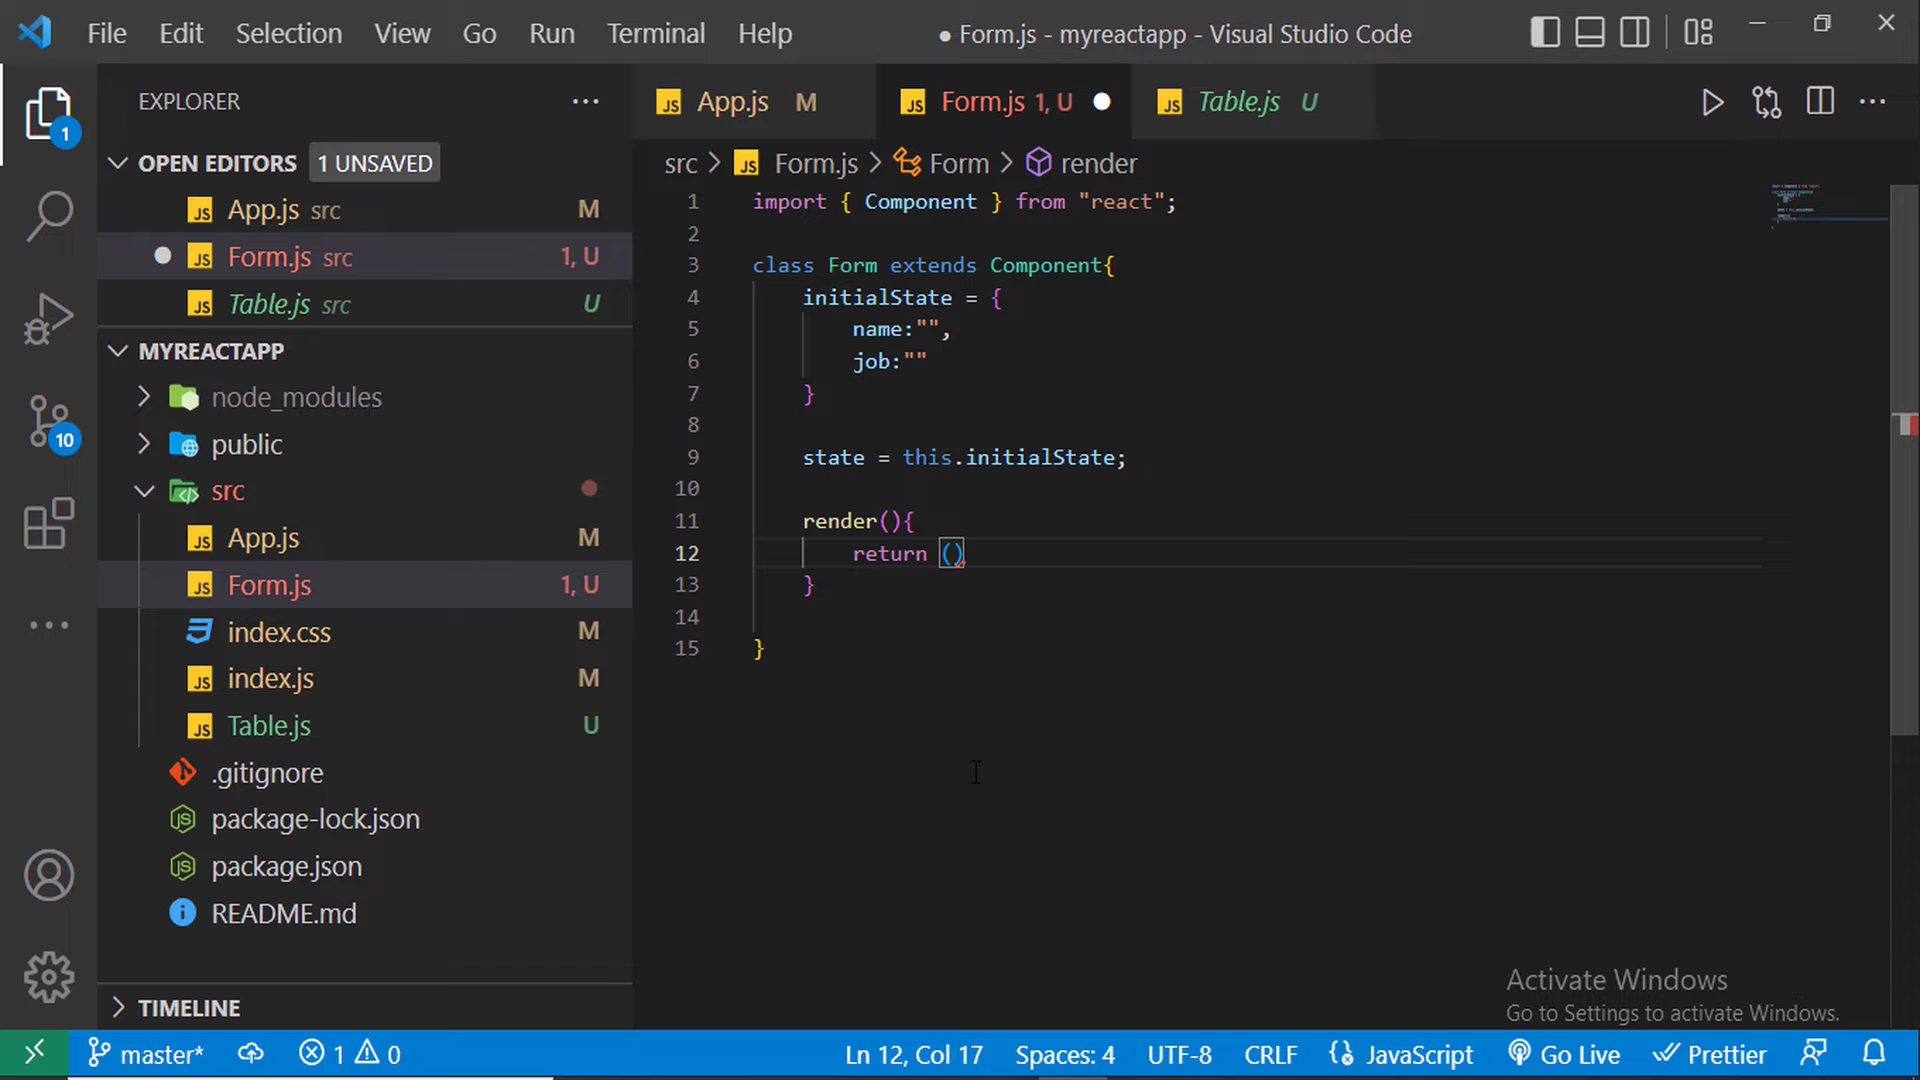 File Edit Selection View Go Run Terminal Help
● Form.js - myreactapp - Visual Studio Code
1
10
EXPLORER
OPEN EDITORS 1 UNSAVED
App.js src M
Form.js src 1, U
Table.js src U
MYREACTAPP
node_modules
public
src
App.js M
Form.js 1, U
index.css M
index.js M
Table.js U
.gitignore
package-lock.json
package.json
README.md
TIMELINE
App.js M Form.js 1, U Table.js U
src > Form.js > Form > render
1 import { Component } from "react";
2
3 class Form extends Component{
4 initialState = {
5 name:"",
6 job:""
7 }
8
9 state = this.initialState;
10
11 render(){
12 return ()
13 }
14
15 }
Activate Windows
Go to Settings to activate Windows.
master* 1 0 Ln 12, Col 17 Spaces: 4 UTF-8 CRLF JavaScript Go Live Prettier